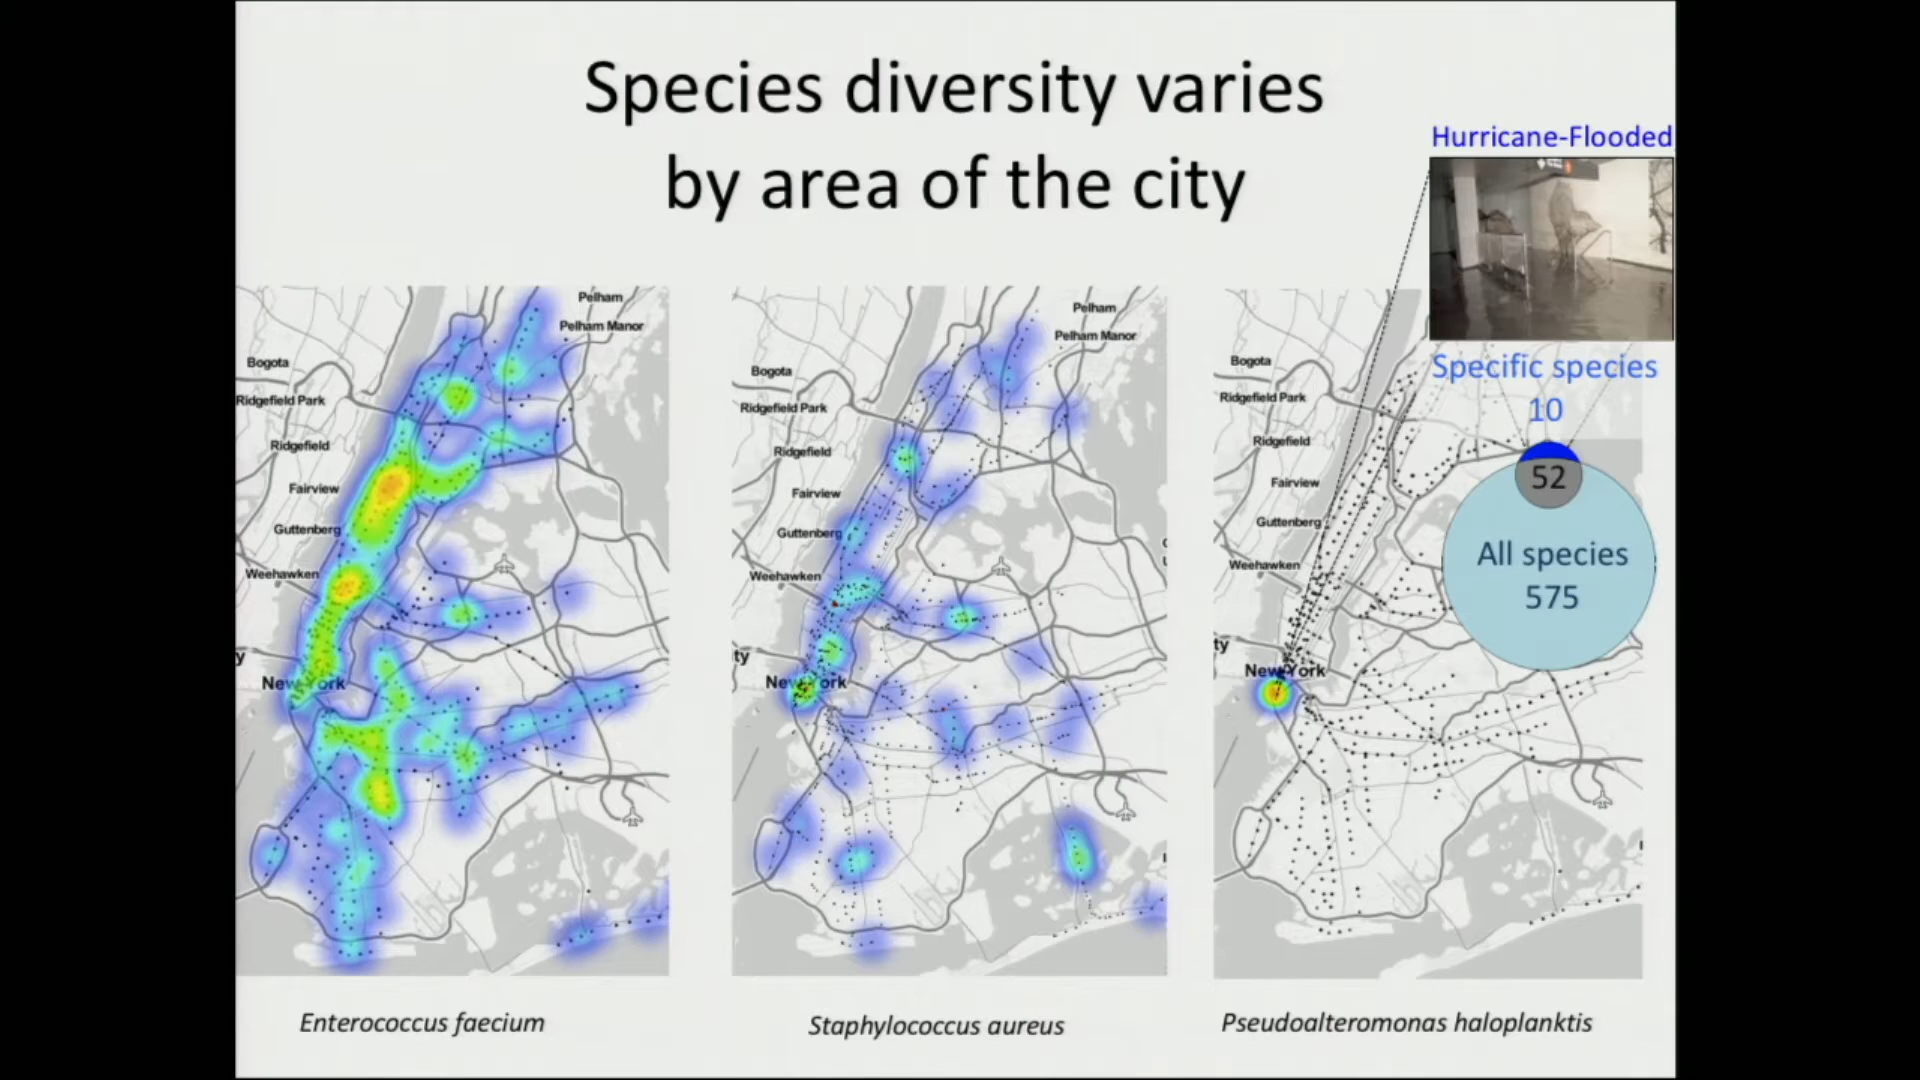 Species diversity varies
by area of the city
Hurricane-Flooded
Specific species
10
52
All species
575
Pelham
Pelham Manor
Bogota
Ridgefield Park
Ridgefield
Fairview
Guttenberg
Weehawken
y
New York
Enterococcus faecium
Pelham
Pelham Manor
Bogota
Ridgefield Park
Ridgefield
Fairview
Guttenberg
Weehawken
ty
New York
Staphylococcus aureus
Bogota
Ridgefield Park
Ridgefield
Fairview
Guttenberg
Weehawken
ty
New York
Pseudoalteromonas haloplanktis